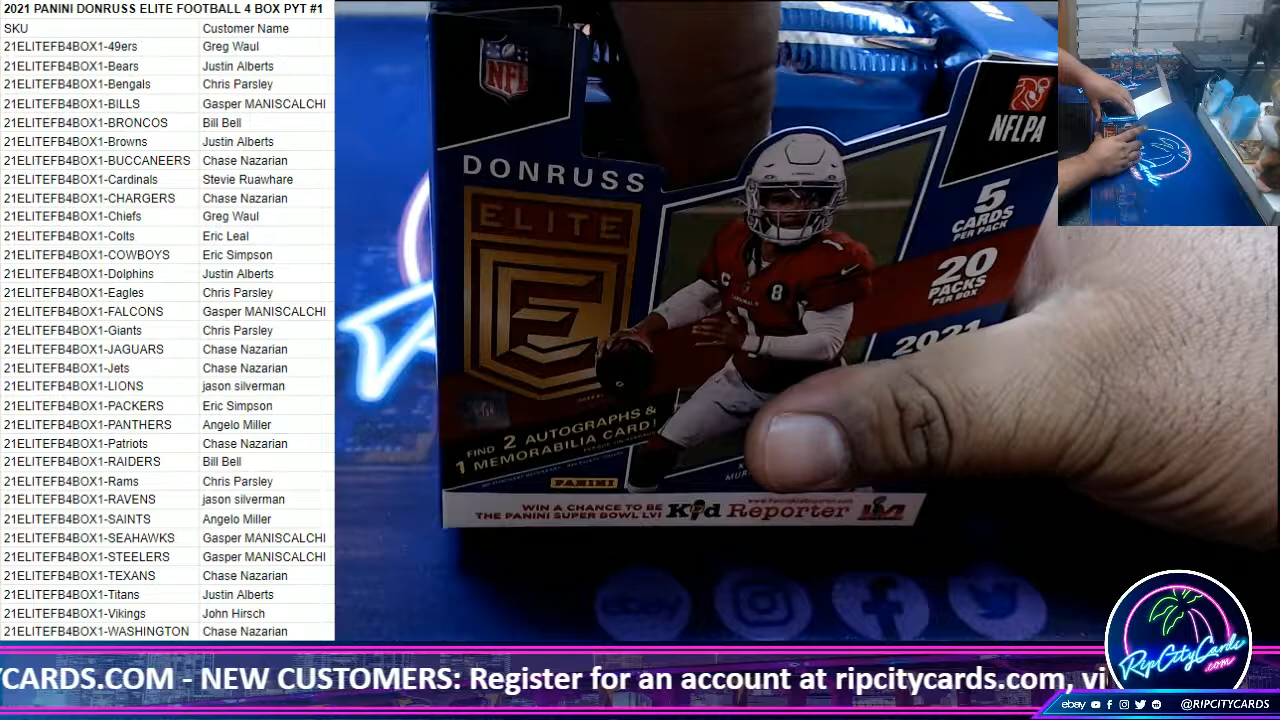 2021 PANINI DONRUSS ELITE FOOTBALL 4 BOX PYT #1
SKU Customer Name
21ELITEFB4BOX1-49ers Greg Waul
21ELITEFB4BOX1-Bears Justin Alberts
21ELITEFB4BOX1-Bengals Chris Parsley
21ELITEFB4BOX1-BILLS Gasper MANISCALCHI
21ELITEFB4BOX1-BRONCOS Bill Bell
21ELITEFB4BOX1-Browns Justin Alberts
21ELITEFB4BOX1-BUCCANEERS Chase Nazarian
21ELITEFB4BOX1-Cardinals Stevie Ruawhare
21ELITEFB4BOX1-CHARGERS Chase Nazarian
21ELITEFB4BOX1-Chiefs Greg Waul
21ELITEFB4BOX1-Colts Eric Leal
21ELITEFB4BOX1-COWBOYS Eric Simpson
21ELITEFB4BOX1-Dolphins Justin Alberts
21ELITEFB4BOX1-Eagles Chris Parsley
21ELITEFB4BOX1-FALCONS Gasper MANISCALCHI
21ELITEFB4BOX1-Giants Chris Parsley
21ELITEFB4BOX1-JAGUARS Chase Nazarian
21ELITEFB4BOX1-Jets Chase Nazarian
21ELITEFB4BOX1-LIONS jason silverman
21ELITEFB4BOX1-PACKERS Eric Simpson
21ELITEFB4BOX1-PANTHERS Angelo Miller
21ELITEFB4BOX1-Patriots Chase Nazarian
21ELITEFB4BOX1-RAIDERS Bill Bell
21ELITEFB4BOX1-Rams Chris Parsley
21ELITEFB4BOX1-RAVENS jason silverman
21ELITEFB4BOX1-SAINTS Angelo Miller
21ELITEFB4BOX1-SEAHAWKS Gasper MANISCALCHI
21ELITEFB4BOX1-STEELERS Gasper MANISCALCHI
21ELITEFB4BOX1-TEXANS Chase Nazarian
21ELITEFB4BOX1-Titans Justin Alberts
21ELITEFB4BOX1-Vikings John Hirsch
21ELITEFB4BOX1-WASHINGTON Chase Nazarian
NFL
NFLPA
DONRUSS
ELITE
5
CARDS
PER PACK
20
PACKS
PER BOX
2021
FIND 2 AUTOGRAPHS &
1 MEMORABILIA CARD!
PANINI
WIN A CHANCE TO BE
THE PANINI SUPER BOWL LVI
Kid Reporter
LVI
ebay
RipCityCards
.com
YCARDS.COM - NEW CUSTOMERS: Register for an account at ripcitycards.com, vi
ebay @RIPCITYCARDS